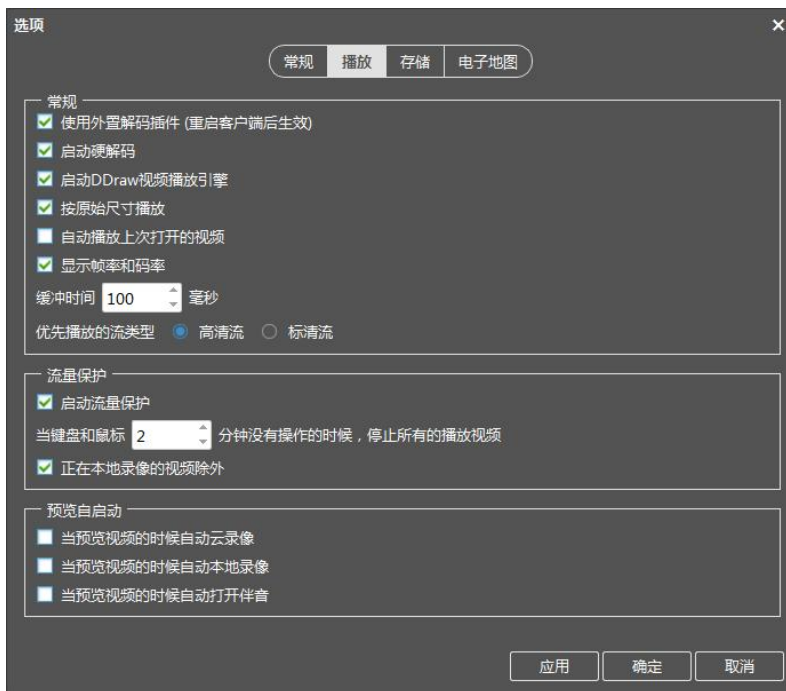 选项
常规 播放 存储 电子地图
常规
使用外置解码插件 (重启客户端后生效)
启动硬解码
启动DDraw视频播放引擎
按原始尺寸播放
自动播放上次打开的视频
显示帧率和码率
缓冲时间 100 毫秒
优先播放的流类型 高清流 标清流
流量保护
启动流量保护
当键盘和鼠标 2 分钟没有操作的时候，停止所有的播放视频
正在本地录像的视频除外
预览自启动
当预览视频的时候自动云录像
当预览视频的时候自动本地录像
当预览视频的时候自动打开伴音
应用 确定 取消